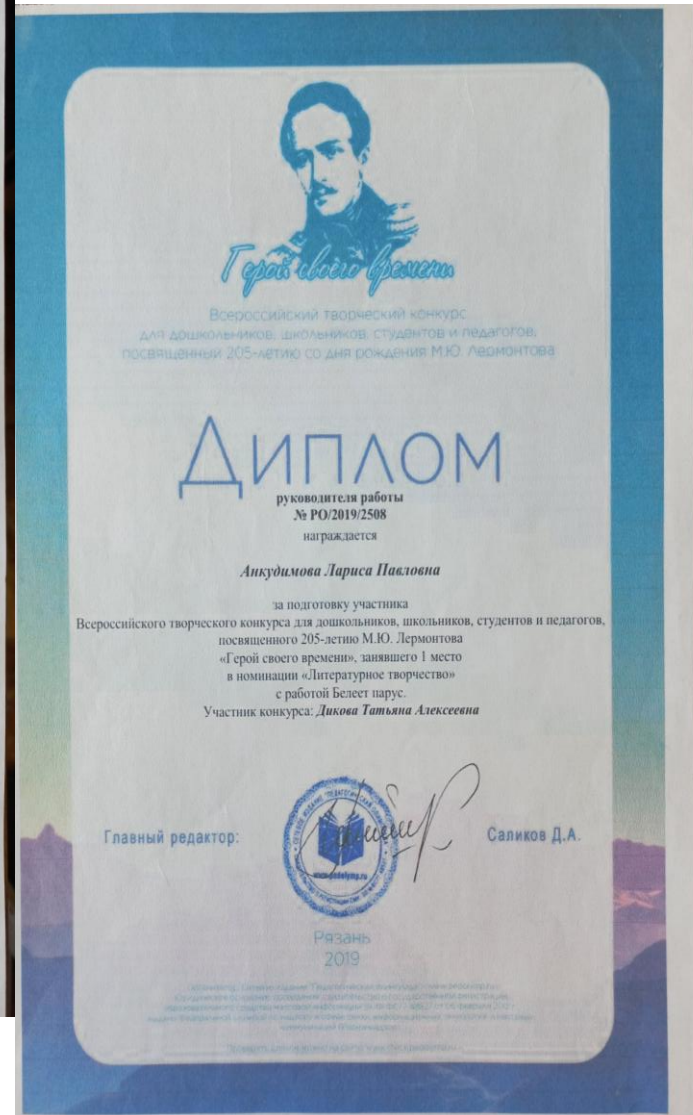 Герой своего времени
Всероссийский творческий конкурс
для дошкольников, школьников, студентов и педагогов,
посвященный 205-летию со дня рождения М.Ю. Лермонтова
Диплом
руководителя работы
№ РО/2019/2508
награждается
Анкудимова Лариса Павловна
за подготовку участника
Всероссийского творческого конкурса для дошкольников, школьников, студентов и педагогов,
посвященного 205-летию М.Ю. Лермонтова
«Герой своего времени», занявшего 1 место
в номинации «Литературное творчество»
с работой Белеет парус.
Участник конкурса: Дикова Татьяна Алексеевна
Главный редактор:
Саликов Д.А.
www.pedolymp.ru
Рязань
2019